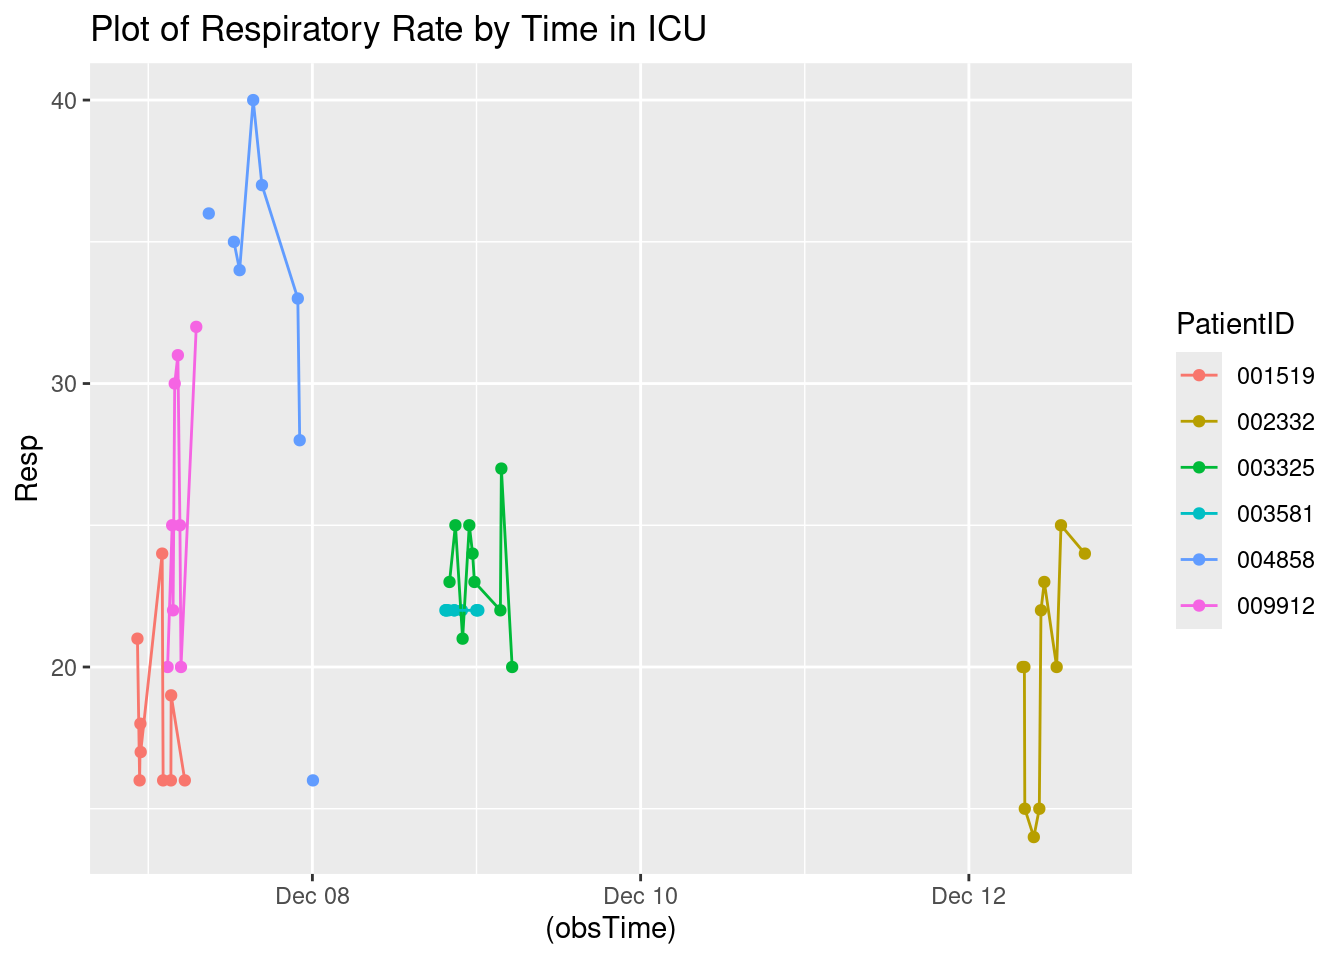 Plot of Respiratory Rate by Time in ICU
40
30
20
Resp
Dec 08
Dec 10
Dec 12
(obsTime)
PatientID
001519
002332
003325
003581
004858
009912